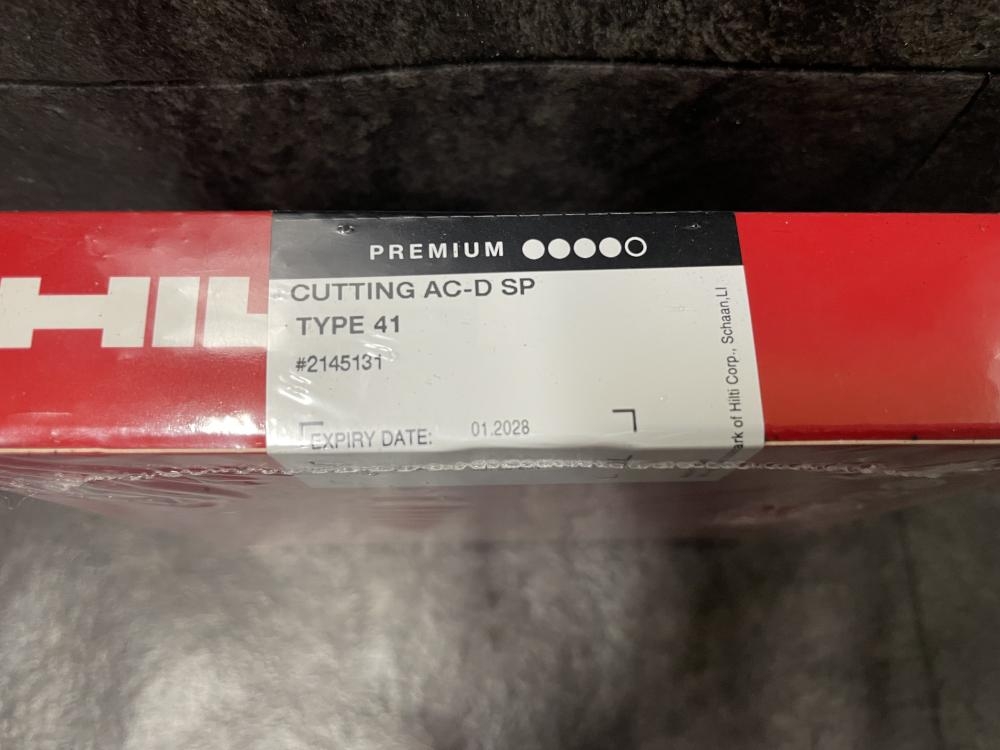 PREMIUM
HIL
CUTTING AC-D SP
TYPE 41
#2145131
EXPIRY DATE: 01.2028
ark of Hilti Corp., Schaan,LI